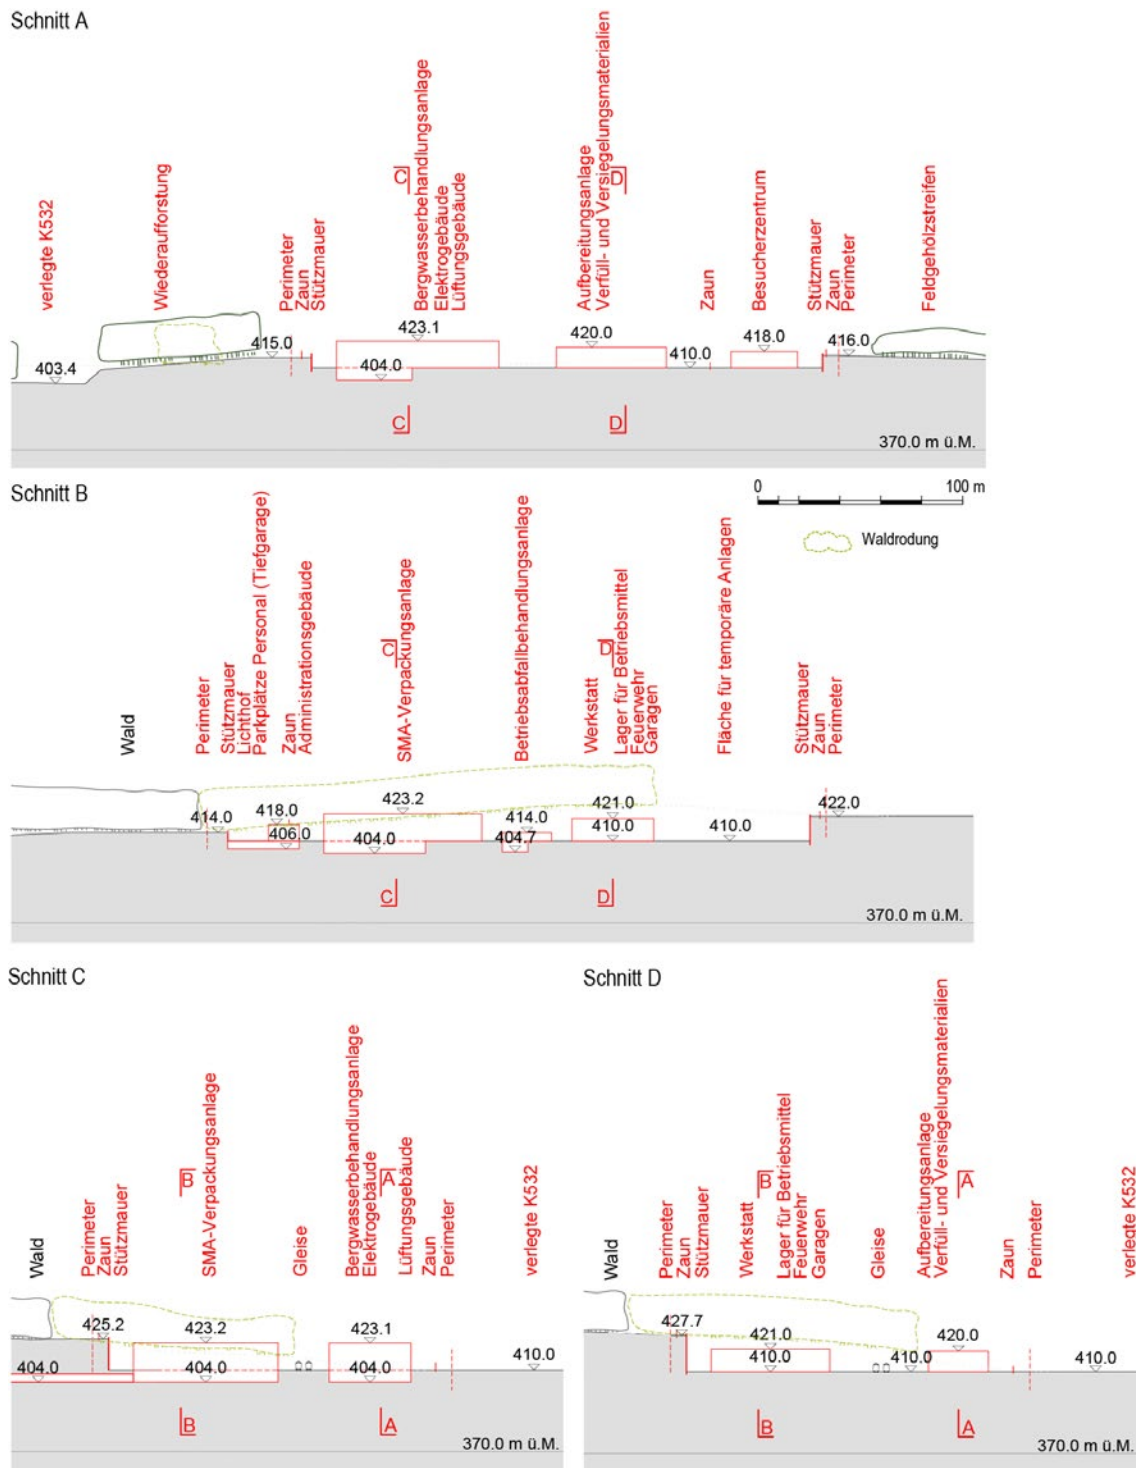 Schnitt A
verlegte K532
Wiederaufforstung
Perimeter
Zaun
Stützmauer
C
Bergwasserbehandlungsanlage
Elektrogebäude
Lüftungsgebäude
Aufbereitungsanlage
Verfüll- und Versiegelungsmaterialien
D
Zaun
Besucherzentrum
Stützmauer
Zaun
Perimeter
Feldgehölzstreifen
403.4
415.0
423.1
404.0
420.0
410.0
418.0
416.0
C
D
370.0 m ü.M.
Schnitt B
0 100 m
Waldrodung
Wald
Perimeter
Stützmauer
Lichthof
Parkplätze Personal (Tiefgarage)
Zaun
Administrationsgebäude
C
SMA-Verpackungsanlage
Betriebsabfallbehandlungsanlage
Werkstatt
D
Lager für Betriebsmittel
Feuerwehr
Garagen
Fläche für temporäre Anlagen
Stützmauer
Zaun
Perimeter
414.0
418.0
406.0
423.2
404.0
414.0
404.7
421.0
410.0
410.0
422.0
C
D
370.0 m ü.M.
Schnitt C
Wald
Perimeter
Zaun
Stützmauer
B
SMA-Verpackungsanlage
Gleise
Bergwasserbehandlungsanlage
Elektrogebäude
A
Lüftungsgebäude
Zaun
Perimeter
verlegte K532
404.0
425.2
423.2
404.0
423.1
404.0
410.0
B
A
370.0 m ü.M.
Schnitt D
Wald
Perimeter
Zaun
Stützmauer
Werkstatt
B
Lager für Betriebsmittel
Feuerwehr
Garagen
Gleise
Aufbereitungsanlage
Verfüll- und Versiegelungsmaterialien
A
Zaun
Perimeter
verlegte K532
427.7
421.0
410.0
410.0
420.0
410.0
B
A
370.0 m ü.M.